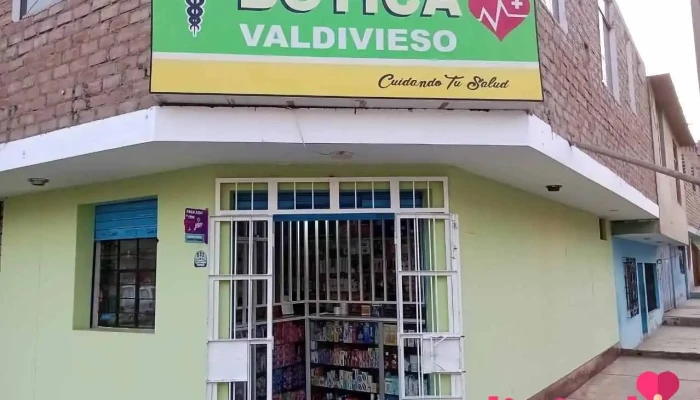 BOTICA
VALDIVIESO
Cuidando Tu Salud